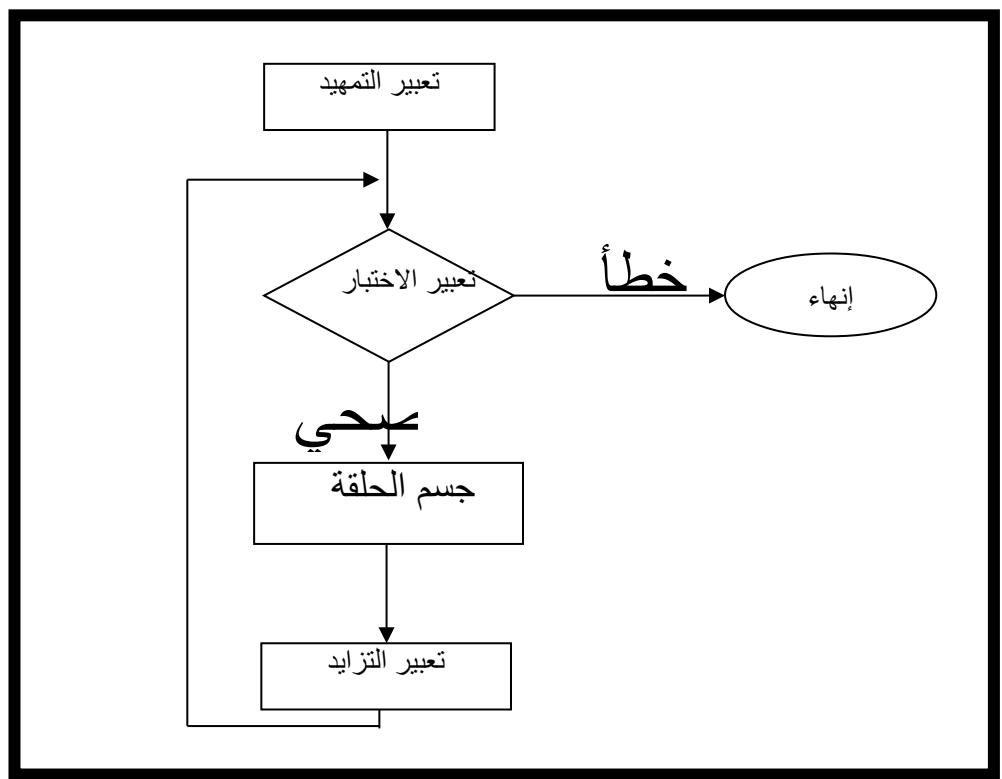 تعبير التمهيد
تعبير الاختبار
خطأ
إنهاء
صحي
جسم الحلقة
تعبير التزايد